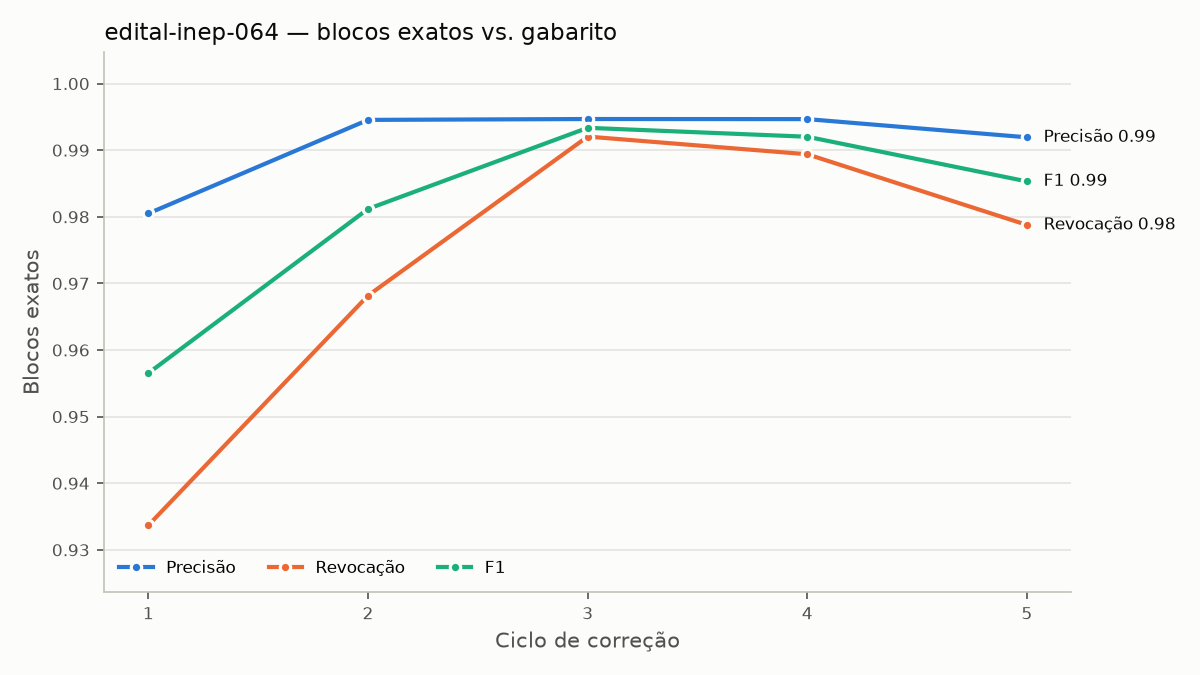 edital-inep-064 — blocos exatos vs. gabarito
Blocos exatos
1.00
0.99
0.98
0.97
0.96
0.95
0.94
0.93
Precisão 0.99
F1 0.99
Revocação 0.98
Precisão
Revocação
F1
1
2
3
4
5
Ciclo de correção